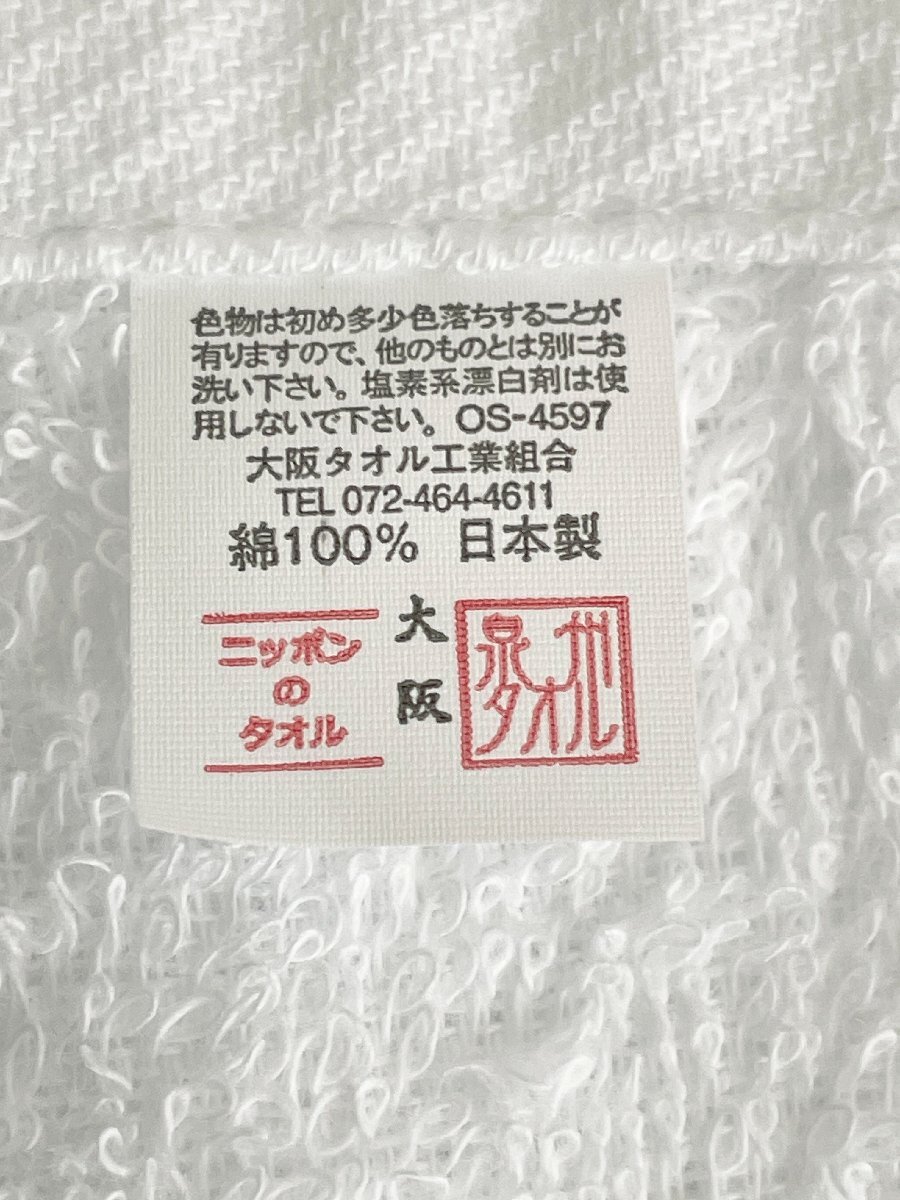 色物は初め多少色落ちすることが
有りますので、他のものとは別にお
洗い下さい。塩素系漂白剤は使
用しないで下さい。OS-4597
大阪タオル工業組合
TEL 072-464-4611
綿100% 日本製
ニッポン
の
タオル
大
阪
泉州
タオル